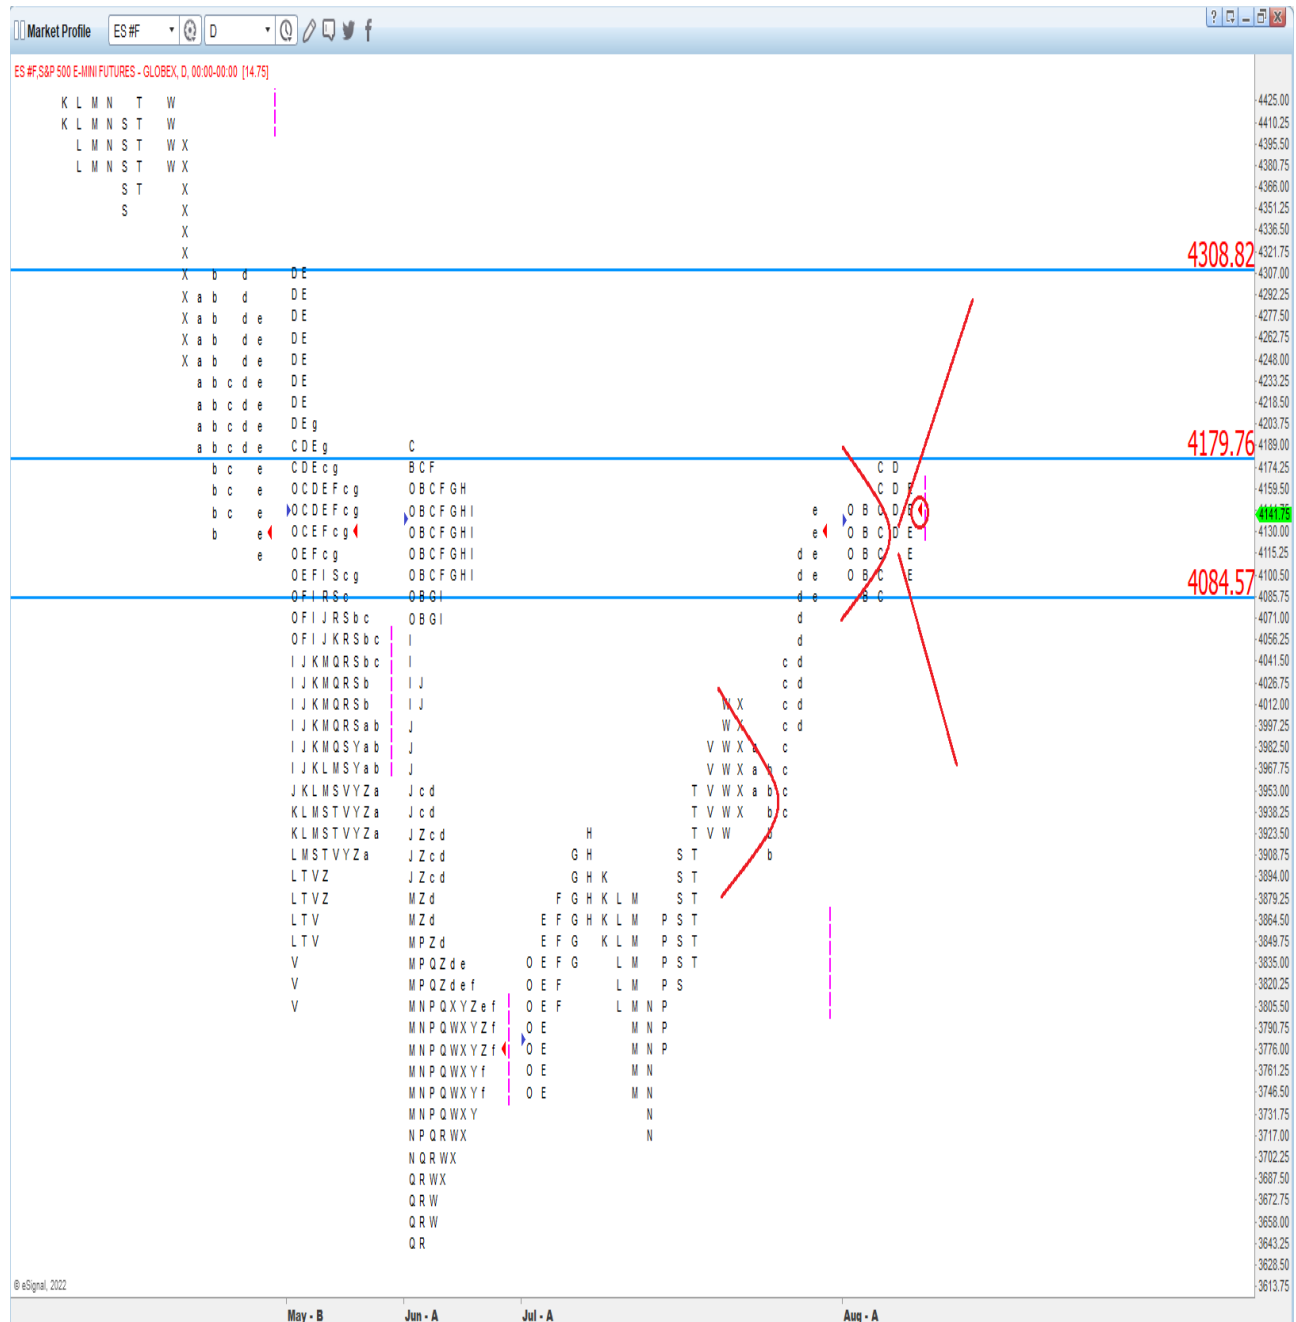 Market Profile ES #F D
ES #F,S&P 500 E-MINI FUTURES - GLOBEX, D, 00:00-00:00 [14.75]
K L M N T W 4425.00
K L M N S T W 4410.25
L M N S T W X 4395.50
L M N S T W X 4380.75
S T X 4366.00
S X 4351.25
X 4336.50
X 4321.75
4308.82
X b d D E 4307.00
X a b d D E 4292.25
X a b d e D E 4277.50
X a b d e D E 4262.75
X a b d e D E 4248.00
a b c d e D E 4233.25
a b c d e D E 4218.50
a b c d e D E g 4203.75
a b c d e C D E g C 4189.00
4179.76
b c e C D E c g B C F C D 4174.25
b c e O C D E F c g O B C F G H C D E 4159.50
b c e O C D E F c g O B C F G H I e O B C D E
4141.75
b e O C E F c g O B C F G H I e O B C D E 4130.00
e O E F c g O B C F G H I d e O B C E 4115.25
O E F I S c g O B C F G H I d e O B C E 4100.50
4084.57
O F I R S c O B G I d e B C 4085.75
O F I J R S b c O B G I d 4071.00
O F I J K R S b c I d 4056.25
I J K M Q R S b c I c d 4041.50
I J K M Q R S b I J c d 4026.75
I J K M Q R S b I J W X c d 4012.00
I J K M Q R S a b J W X c d 3997.25
I J K M Q S Y a b J V W X a c 3982.50
I J K L M S Y a b J V W X a b c 3967.75
J K L M S V Y Z a J c d T V W X a b c 3953.00
K L M S T V Y Z a J c d T V W X b c 3938.25
K L M S T V Y Z a J Z c d H T V W b 3923.50
L M S T V Y Z a J Z c d G H S T b 3908.75
L T V Z J Z c d G H K S T 3894.00
L T V Z M Z d F G H K L M S T 3879.25
L T V M Z d E F G H K L M P S T 3864.50
L T V M P Z d E F G K L M P S T 3849.75
V M P Q Z d e O E F G L M P S T 3835.00
V M P Q Z d e f O E F L M P S 3820.25
V M N P Q X Y Z e f O E F L M N P 3805.50
M N P Q W X Y Z f O E M N P 3790.75
M N P Q W X Y Z f O E M N P 3776.00
M N P Q W X Y f O E M N 3761.25
M N P Q W X Y f O E M N 3746.50
M N P Q W X Y N 3731.75
N P Q R W X N 3717.00
N Q R W X 3702.25
Q R W X 3687.50
Q R W 3672.75
Q R W 3658.00
Q R 3643.25
3628.50
© eSignal, 2022 3613.75
May - B Jun - A Jul - A Aug - A